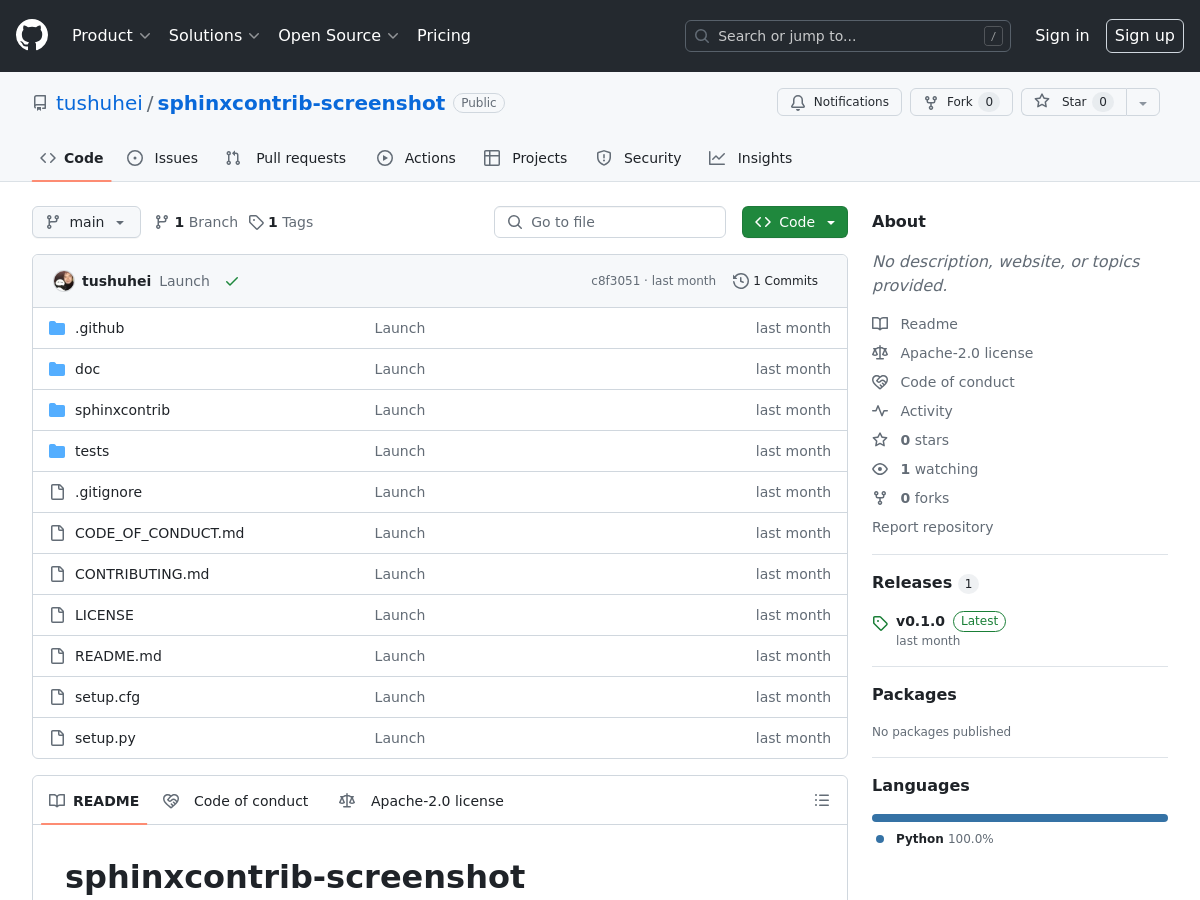 Product Solutions Open Source Pricing Search or jump to... / Sign in Sign up
tushuhei / sphinxcontrib-screenshot Public Notifications Fork 0 Star 0
Code Issues Pull requests Actions Projects Security Insights
main 1 Branch 1 Tags Go to file Code
tushuhei Launch c8f3051 · last month 1 Commits
.github Launch last month
doc Launch last month
sphinxcontrib Launch last month
tests Launch last month
.gitignore Launch last month
CODE_OF_CONDUCT.md Launch last month
CONTRIBUTING.md Launch last month
LICENSE Launch last month
README.md Launch last month
setup.cfg Launch last month
setup.py Launch last month
README Code of conduct Apache-2.0 license
sphinxcontrib-screenshot
About
No description, website, or topics
provided.
Readme
Apache-2.0 license
Code of conduct
Activity
0 stars
1 watching
0 forks
Report repository
Releases 1
v0.1.0 Latest
last month
Packages
No packages published
Languages
Python 100.0%